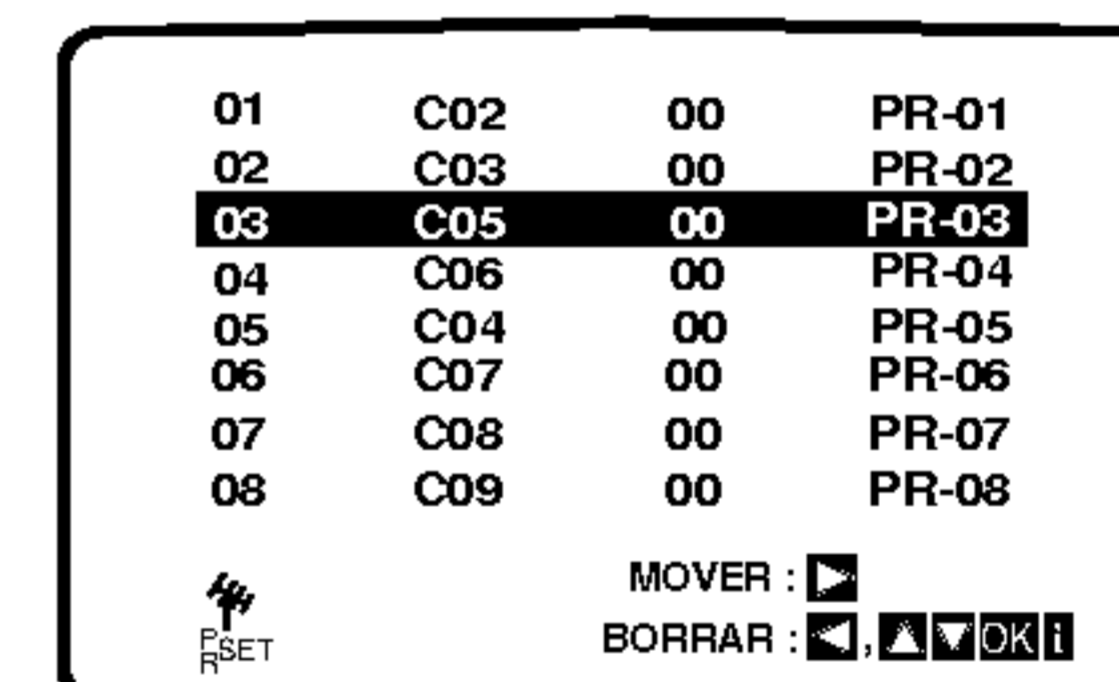 01 C02 00 PR-01
02 C03 00 PR-02
03 C05 00 PR-03
04 C06 00 PR-04
05 C04 00 PR-05
06 C07 00 PR-06
07 C08 00 PR-07
08 C09 00 PR-08
MOVER :
PR SET
BORRAR : , OK i